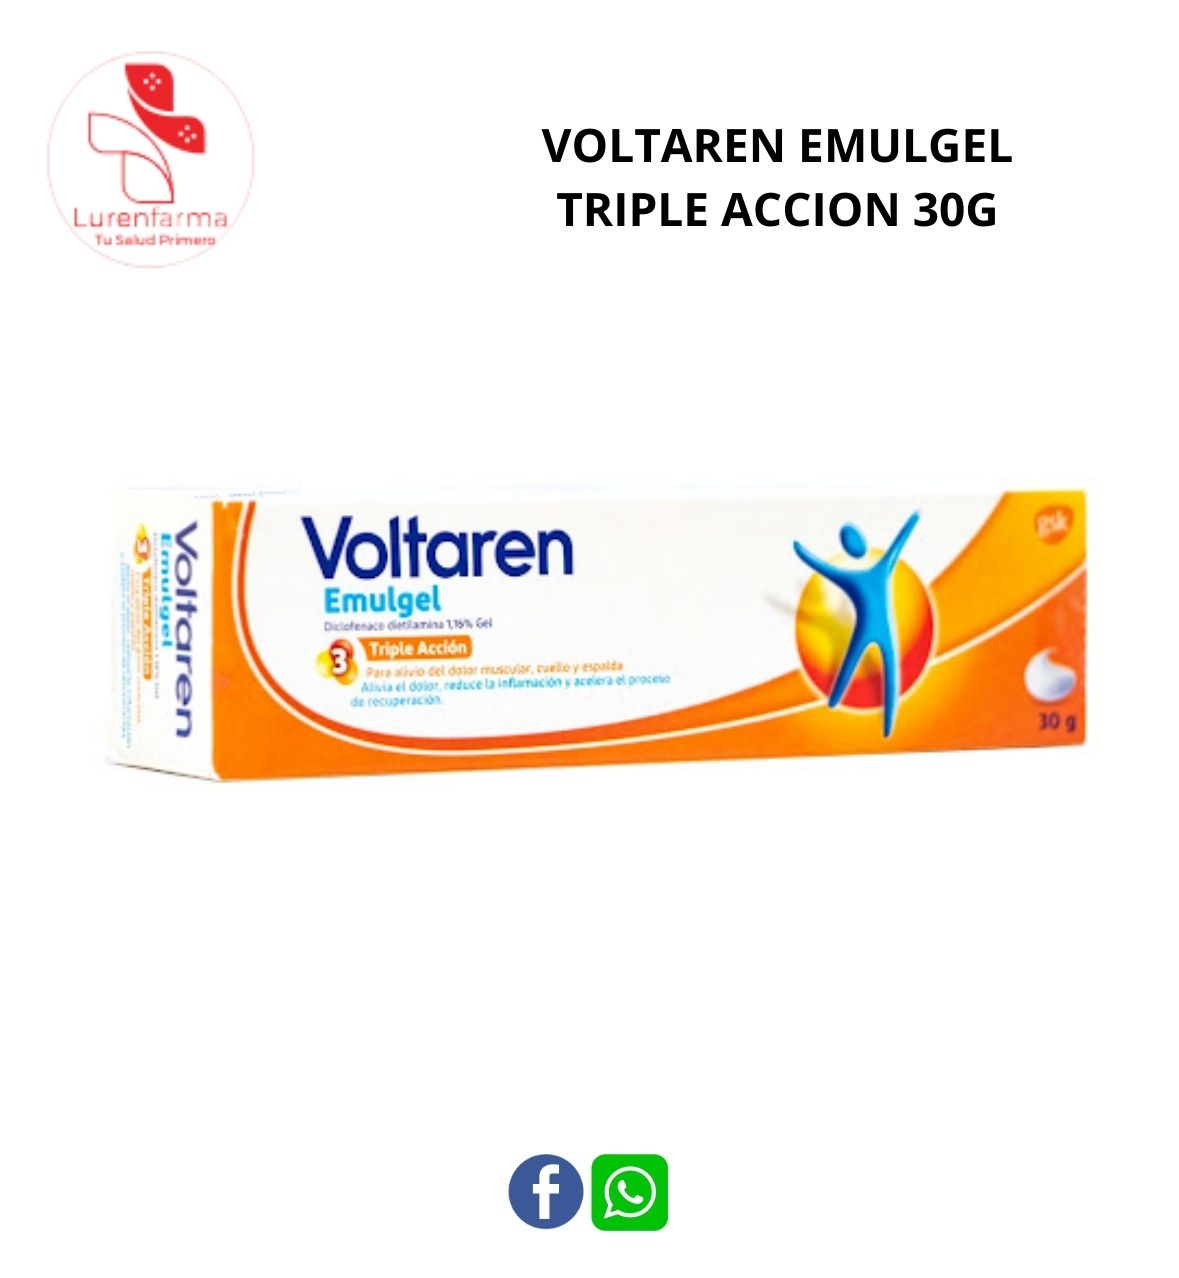 Lurenfarma
Tu Salud Primero
VOLTAREN EMULGEL
TRIPLE ACCION 30G
Voltaren
Emulgel
Diclofenaco dietilamina 1,16% Gel
3 Triple Acción
Para alivio del dolor muscular, cuello y espalda
Alivia el dolor, reduce la inflamación y acelera el proceso
de recuperación.
gsk
30 g
Voltaren
Emulgel
3 Triple Acción